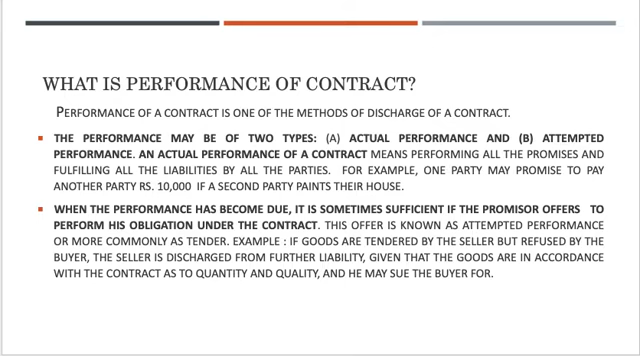 WHAT IS PERFORMANCE OF CONTRACT?
PERFORMANCE OF A CONTRACT IS ONE OF THE METHODS OF DISCHARGE OF A CONTRACT.
THE PERFORMANCE MAY BE OF TWO TYPES: (A) ACTUAL PERFORMANCE AND (B) ATTEMPTED
PERFORMANCE. AN ACTUAL PERFORMANCE OF A CONTRACT MEANS PERFORMING ALL THE PROMISES AND
FULFILLING ALL THE LIABILITIES BY ALL THE PARTIES. FOR EXAMPLE, ONE PARTY MAY PROMISE TO PAY
ANOTHER PARTY RS. 10,000 IF A SECOND PARTY PAINTS THEIR HOUSE.
WHEN THE PERFORMANCE HAS BECOME DUE, IT IS SOMETIMES SUFFICIENT IF THE PROMISOR OFFERS TO
PERFORM HIS OBLIGATION UNDER THE CONTRACT. THIS OFFER IS KNOWN AS ATTEMPTED PERFORMANCE
OR MORE COMMONLY AS TENDER. EXAMPLE : IF GOODS ARE TENDERED BY THE SELLER BUT REFUSED BY THE
BUYER, THE SELLER IS DISCHARGED FROM FURTHER LIABILITY, GIVEN THAT THE GOODS ARE IN ACCORDANCE
WITH THE CONTRACT AS TO QUANTITY AND QUALITY, AND HE MAY SUE THE BUYER FOR.